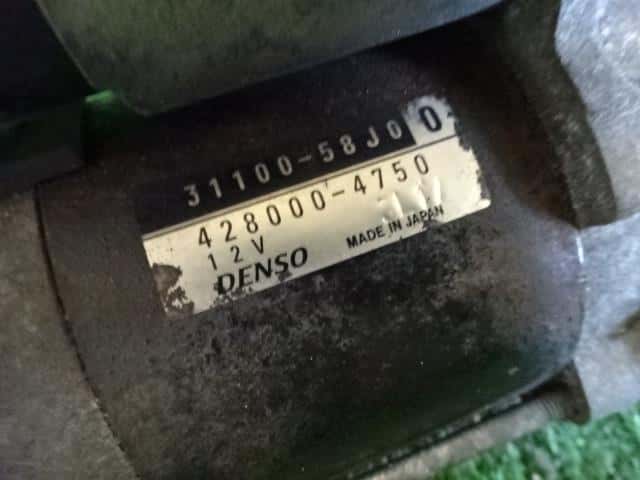 31100-58J0 0
428000-4750
12V
DENSO MADE IN JAPAN